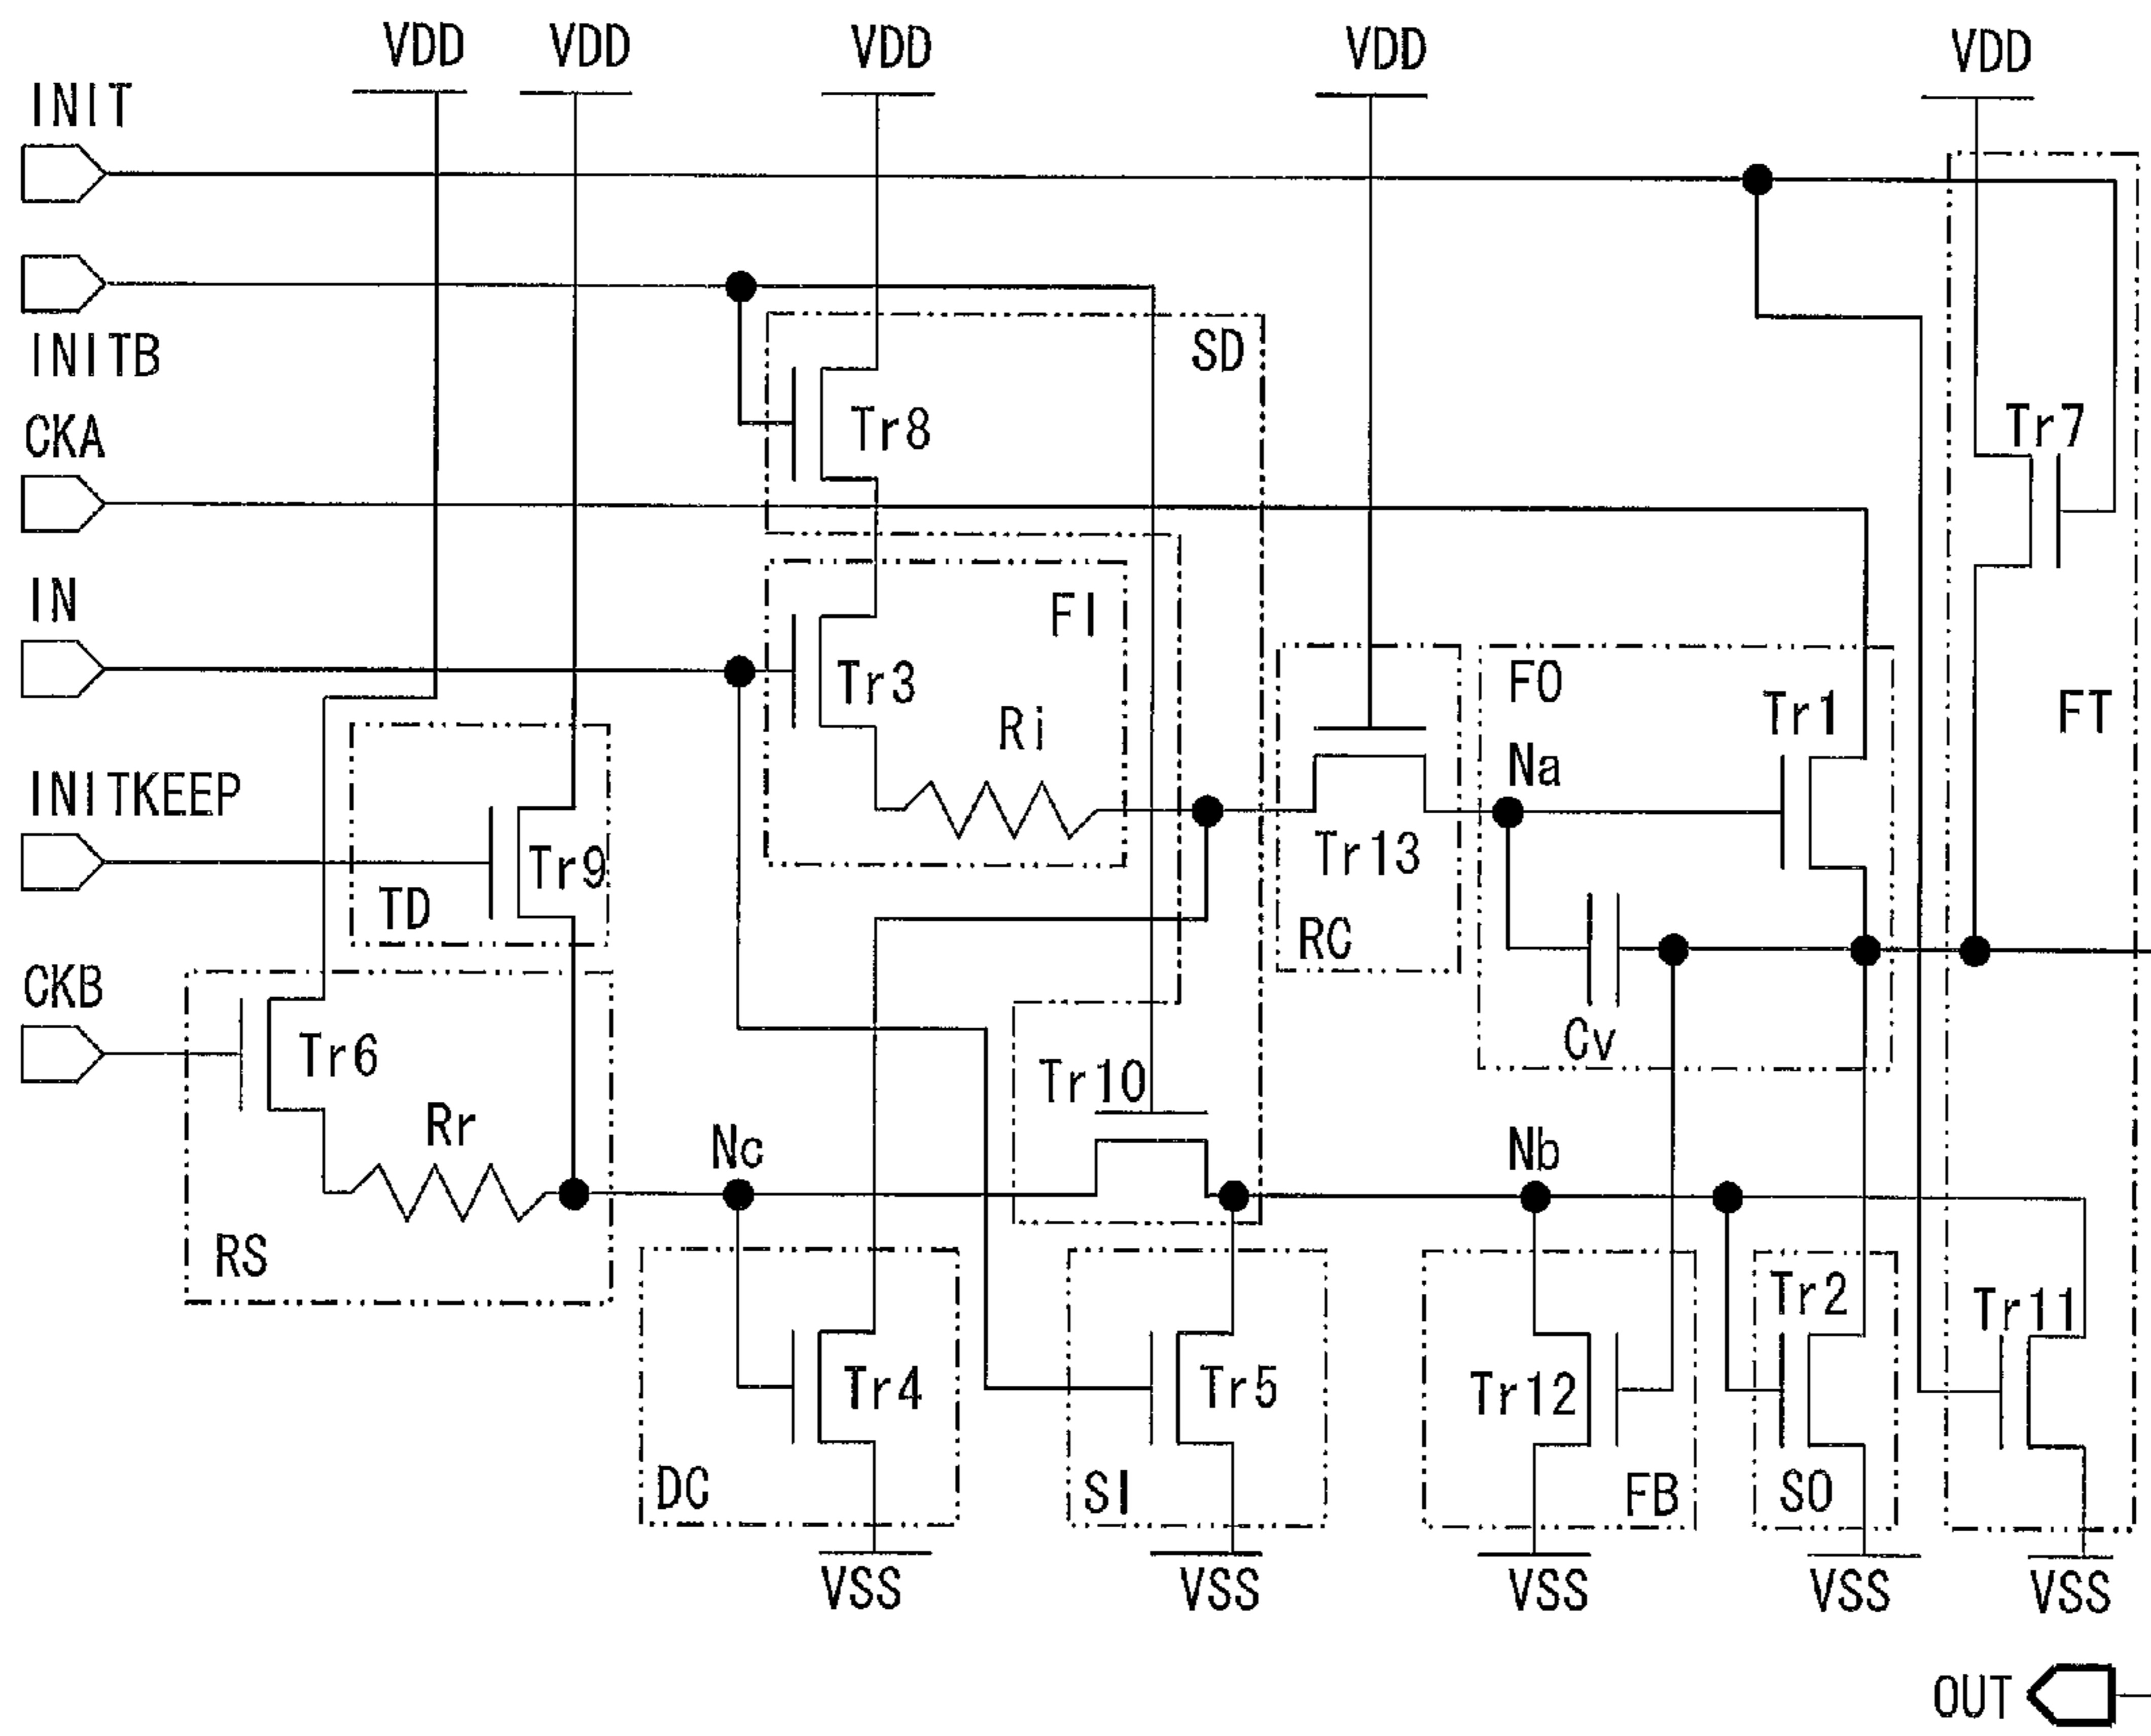 VDD VDD VDD VDD VDD
INIT
INITB
SD
CKA
Tr8
Tr7
IN
FI
Tr3
FO
Tr1
FT
Ri
Na
INITKEEP
Tr9
Tr13
TD
RC
CKB
Tr6
Cv
Tr10
Rr
Nc
Nb
RS
Tr2
Tr11
Tr4
Tr5
Tr12
DC
SI
FB
SO
VSS VSS VSS VSS VSS
OUT